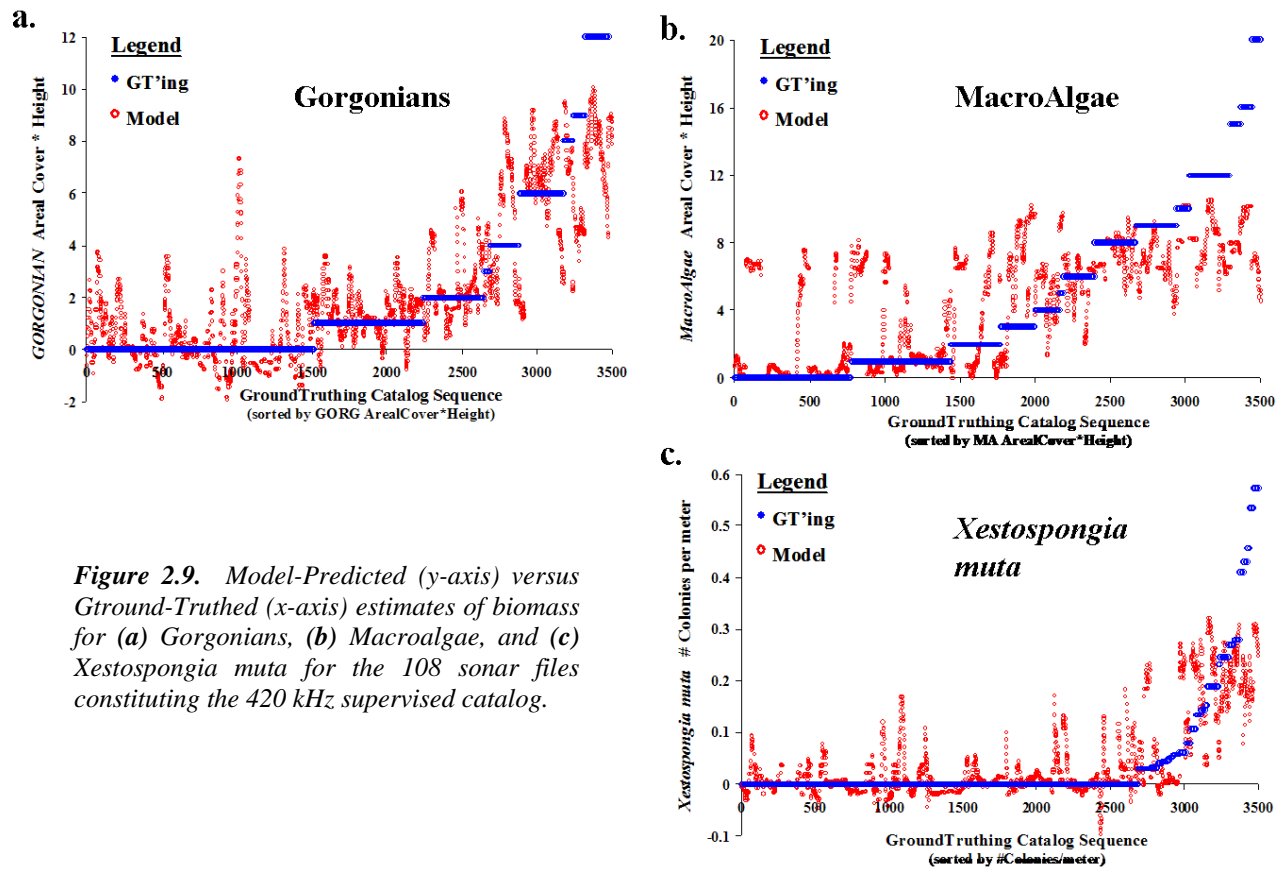 a.
GORGONIAN Areal Cover * Height
12
10
8
6
4
2
0
-2
Legend
GT'ing
Model
Gorgonians
0
500
1000
1500
2000
2500
3000
3500
GroundTruthing Catalog Sequence
(sorted by GORG ArealCover*Height)
b.
MacroAlgae Areal Cover * Height
20
16
12
8
4
0
Legend
GT'ing
Model
MacroAlgae
0
500
1000
1500
2000
2500
3000
3500
GroundTruthing Catalog Sequence
(sorted by MA ArealCover*Height)
c.
Xestospongia muta # Colonies per meter
0.6
0.5
0.4
0.3
0.2
0.1
0
-0.1
Legend
GT'ing
Model
Xestospongia
muta
0
500
1000
1500
2000
2500
3000
3500
GroundTruthing Catalog Sequence
(sorted by #Colonies/meter)
Figure 2.9. Model-Predicted (y-axis) versus
Gtround-Truthed (x-axis) estimates of biomass
for (a) Gorgonians, (b) Macroalgae, and (c)
Xestospongia muta for the 108 sonar files
constituting the 420 kHz supervised catalog.